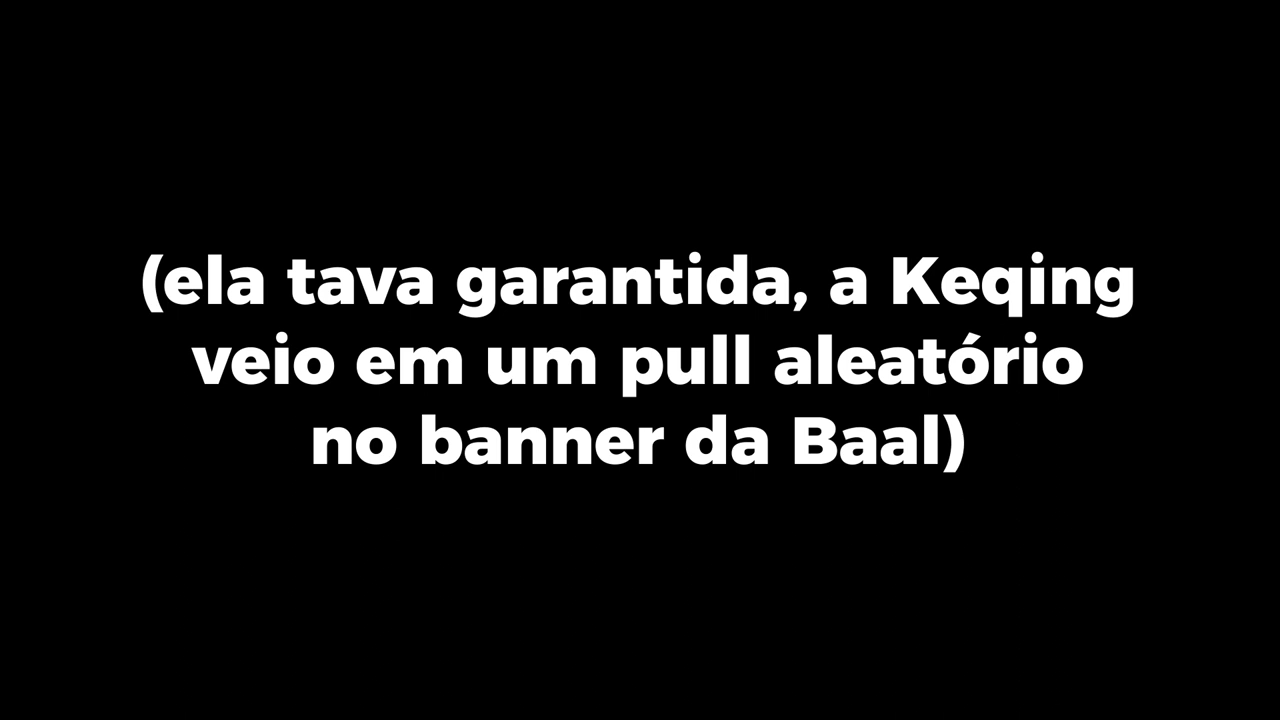 (ela tava garantida, a Keqing
veio em um pull aleatório
no banner da Baal)